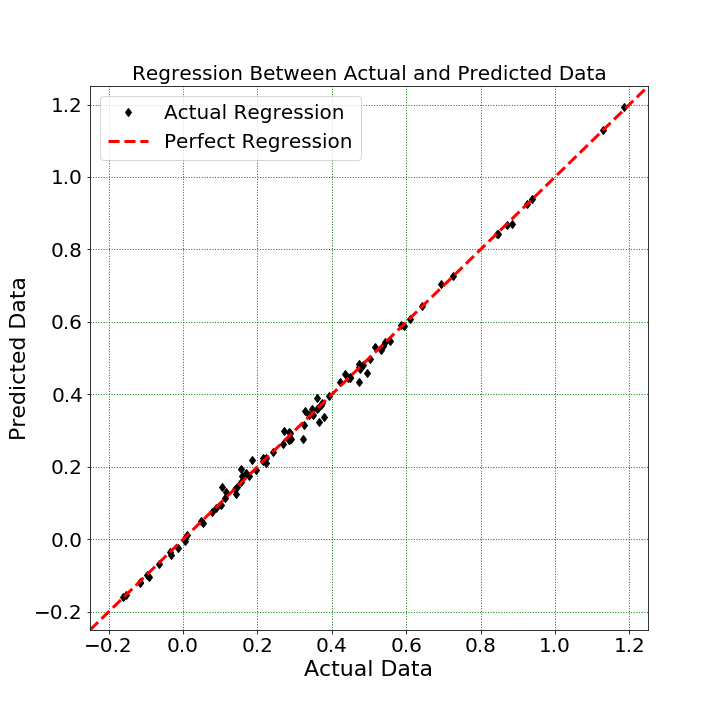 Regression Between Actual and Predicted Data
Actual Regression
Perfect Regression
1.2
1.0
0.8
0.6
0.4
0.2
0.0
−0.2
Predicted Data
−0.2 0.0 0.2 0.4 0.6 0.8 1.0 1.2
Actual Data